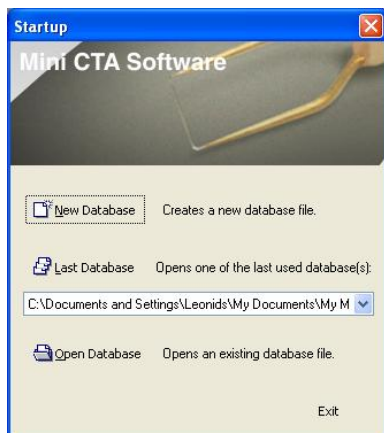 Startup
Mini CTA Software
New Database Creates a new database file.
Last Database Opens one of the last used database(s):
C:\Documents and Settings\Leonids\My Documents\My M
Open Database Opens an existing database file.
Exit